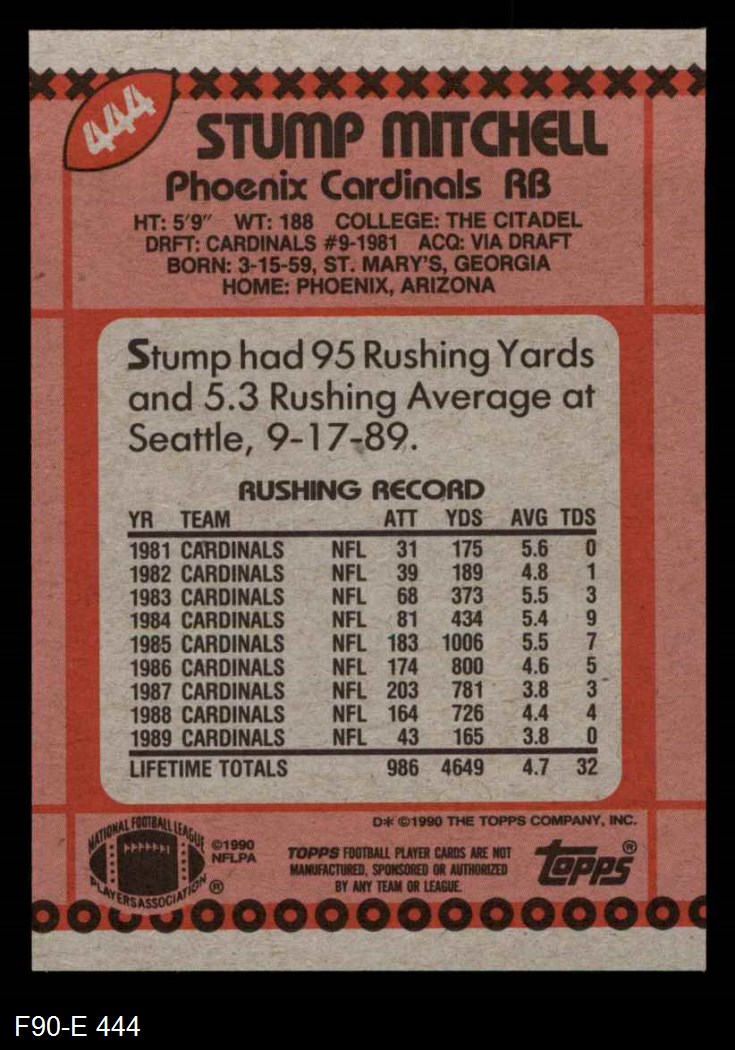 444
STUMP MITCHELL
Phoenix Cardinals RB
HT: 5'9" WT: 188 COLLEGE: THE CITADEL
DRFT: CARDINALS #9-1981 ACQ: VIA DRAFT
BORN: 3-15-59, ST. MARY'S, GEORGIA
HOME: PHOENIX, ARIZONA
Stump had 95 Rushing Yards
and 5.3 Rushing Average at
Seattle, 9-17-89.
RUSHING RECORD
YR TEAM ATT YDS AVG TDS
1981 CARDINALS NFL 31 175 5.6 0
1982 CARDINALS NFL 39 189 4.8 1
1983 CARDINALS NFL 68 373 5.5 3
1984 CARDINALS NFL 81 434 5.4 9
1985 CARDINALS NFL 183 1006 5.5 7
1986 CARDINALS NFL 174 800 4.6 5
1987 CARDINALS NFL 203 781 3.8 3
1988 CARDINALS NFL 164 726 4.4 4
1989 CARDINALS NFL 43 165 3.8 0
LIFETIME TOTALS 986 4649 4.7 32
D* ©1990 THE TOPPS COMPANY, INC.
NATIONAL FOOTBALL LEAGUE
PLAYERS ASSOCIATION ®
©1990
NFLPA
TOPPS FOOTBALL PLAYER CARDS ARE NOT
MANUFACTURED, SPONSORED OR AUTHORIZED
BY ANY TEAM OR LEAGUE.
topps®
F90-E 444